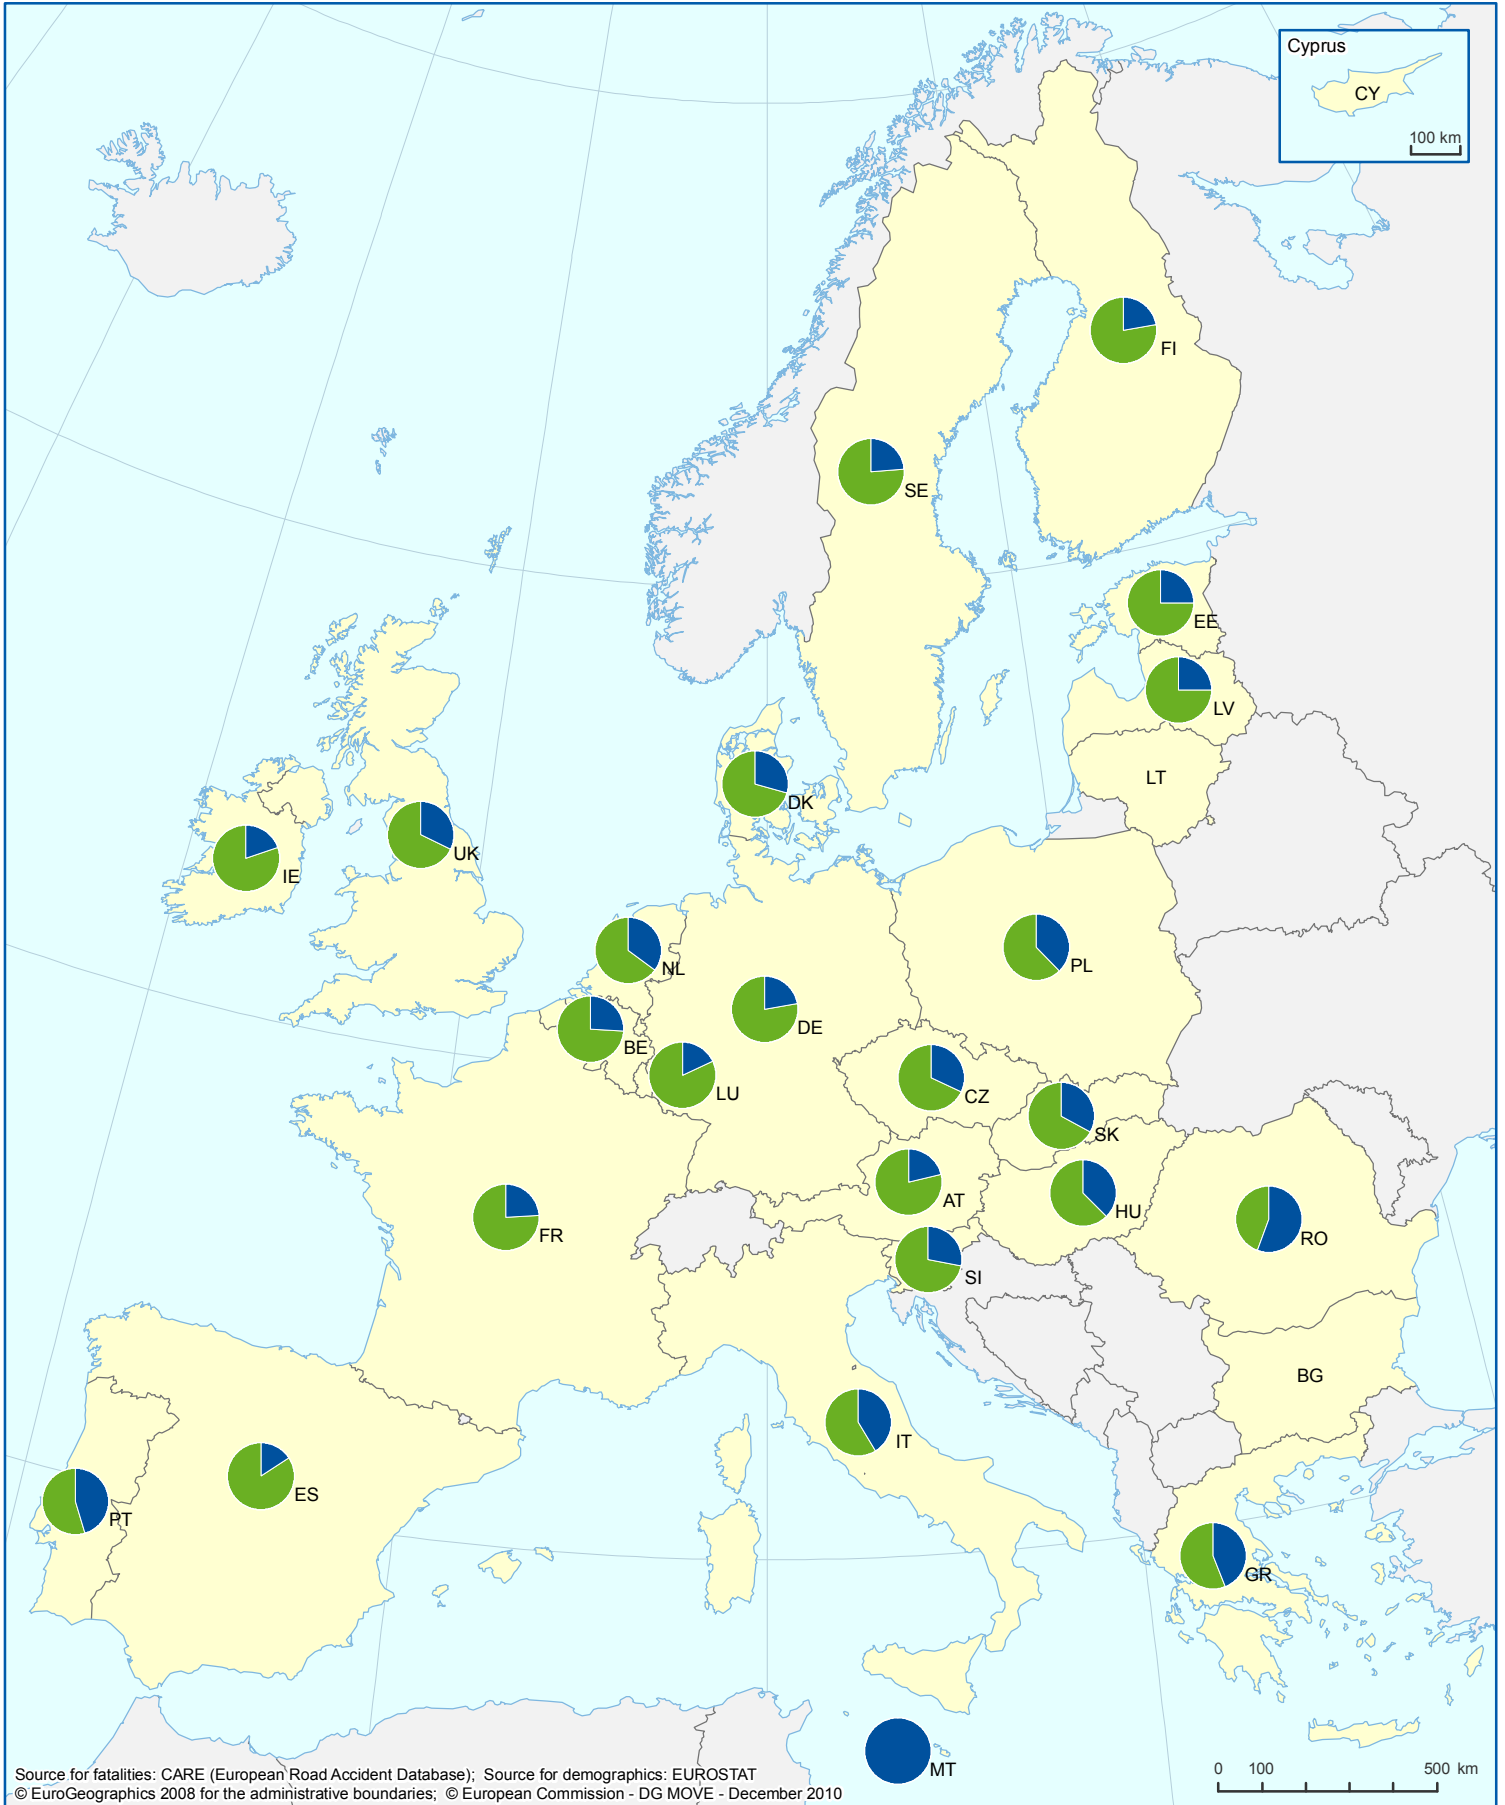 Cyprus
CY
100 km
FI
SE
EE
LV
LT
DK
UK
IE
NL
PL
DE
BE
LU
CZ
SK
AT
HU
FR
RO
SI
BG
IT
ES
PT
GR
MT
0 100 500 km
Source for fatalities: CARE (European Road Accident Database); Source for demographics: EUROSTAT
© EuroGeographics 2008 for the administrative boundaries; © European Commission - DG MOVE - December 2010